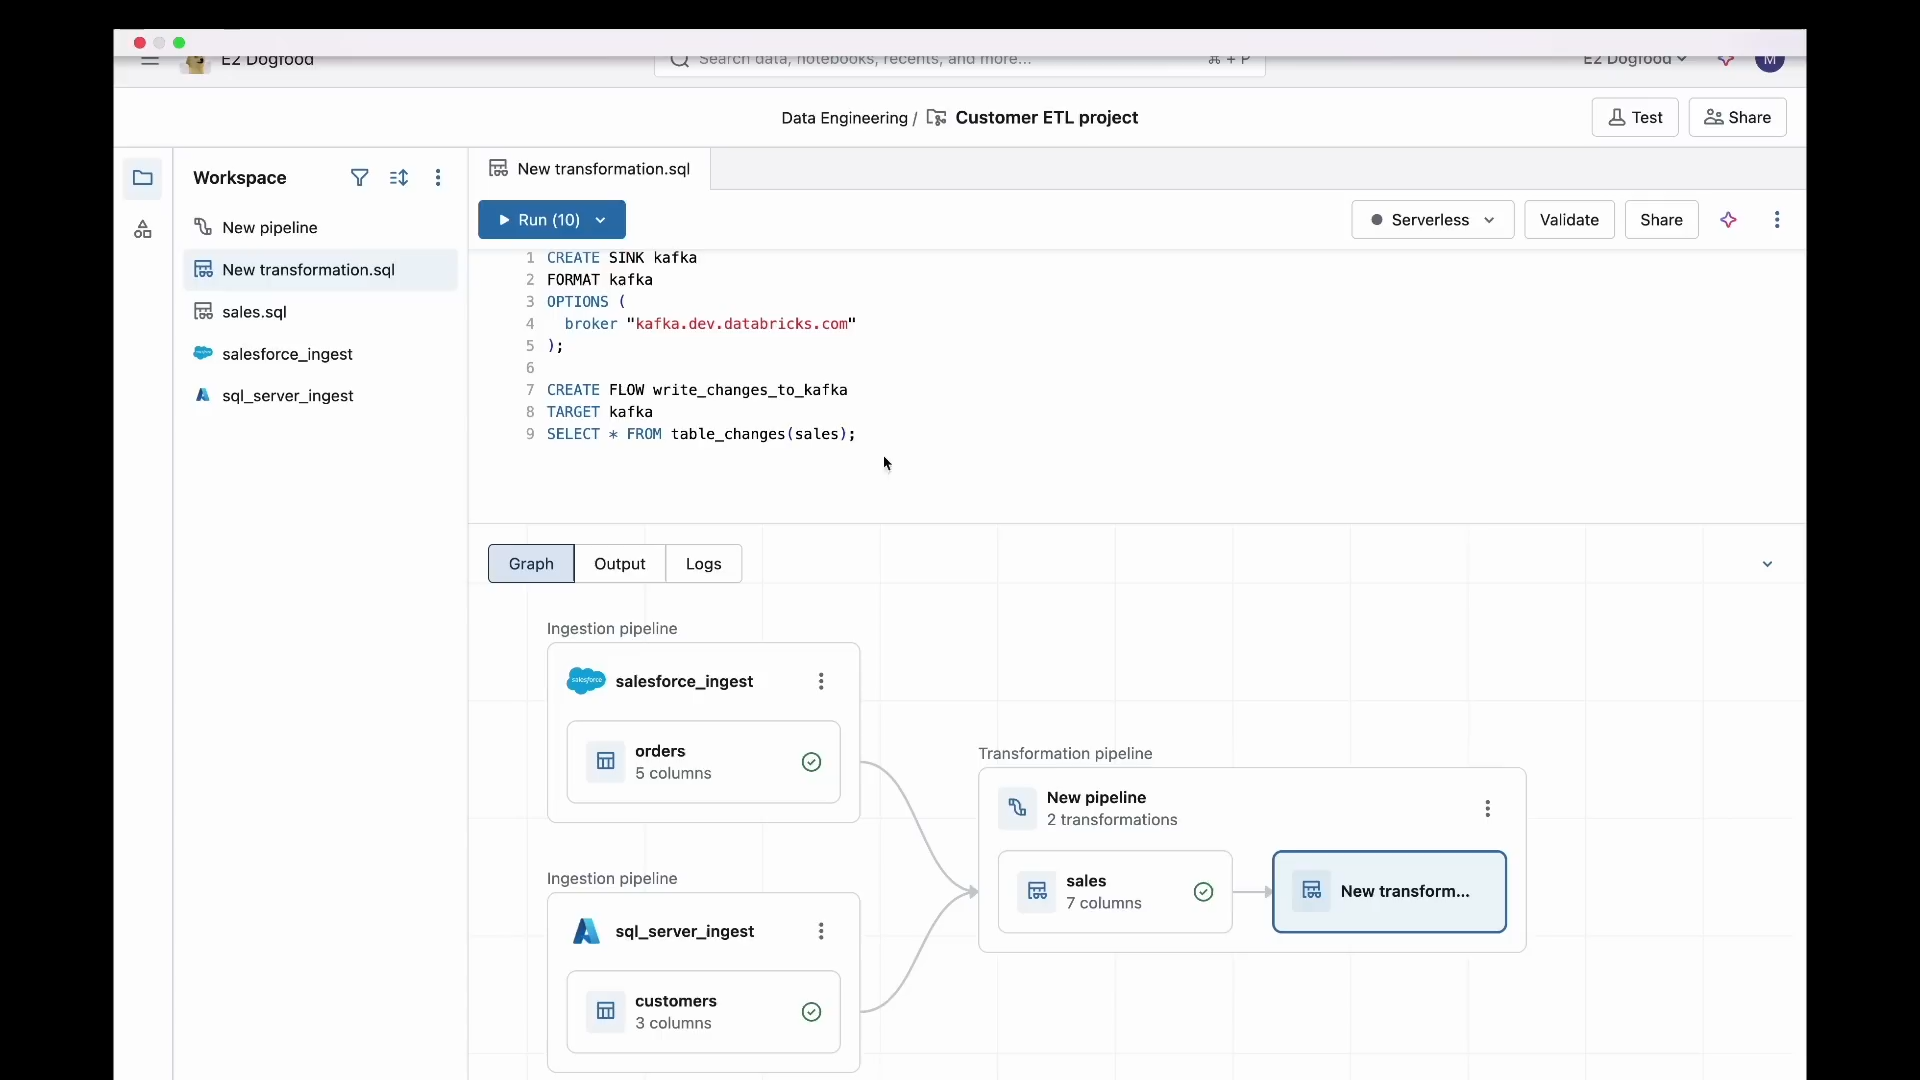 E2 Dogfood
Search data, notebooks, recents, and more...
⌘ + P
E2 Dogfood
M
Data Engineering / Customer ETL project
Test
Share
Workspace
New pipeline
New transformation.sql
sales.sql
salesforce_ingest
sql_server_ingest
New transformation.sql
Run (10)
Serverless
Validate
Share
1 CREATE SINK kafka
2 FORMAT kafka
3 OPTIONS (
4 broker "kafka.dev.databricks.com"
5 );
6
7 CREATE FLOW write_changes_to_kafka
8 TARGET kafka
9 SELECT * FROM table_changes(sales);
Graph
Output
Logs
Ingestion pipeline
salesforce
salesforce_ingest
orders
5 columns
Ingestion pipeline
sql_server_ingest
customers
3 columns
Transformation pipeline
New pipeline
2 transformations
sales
7 columns
New transform...